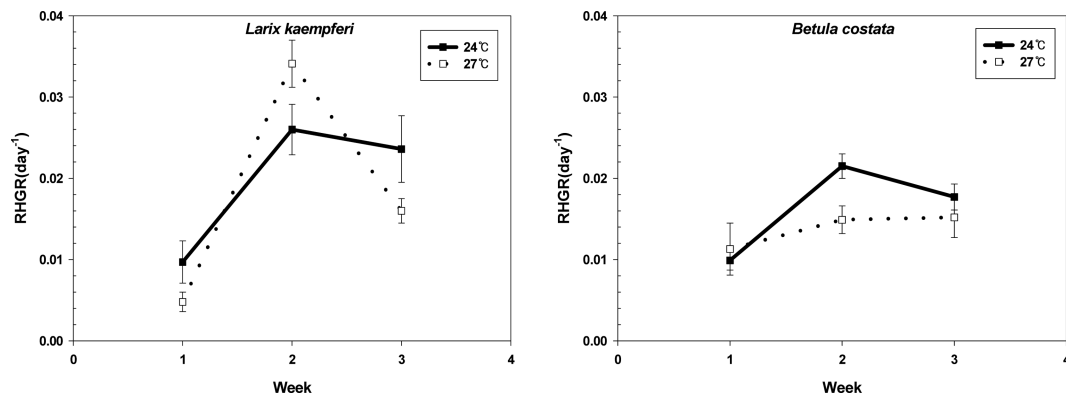 Larix kaempferi
24℃
27℃
RHGR(day-1)
0.04
0.03
0.02
0.01
0.00
0 1 2 3 4
Week
Betula costata
24℃
27℃
RHGR(day-1)
0.04
0.03
0.02
0.01
0.00
0 1 2 3 4
Week